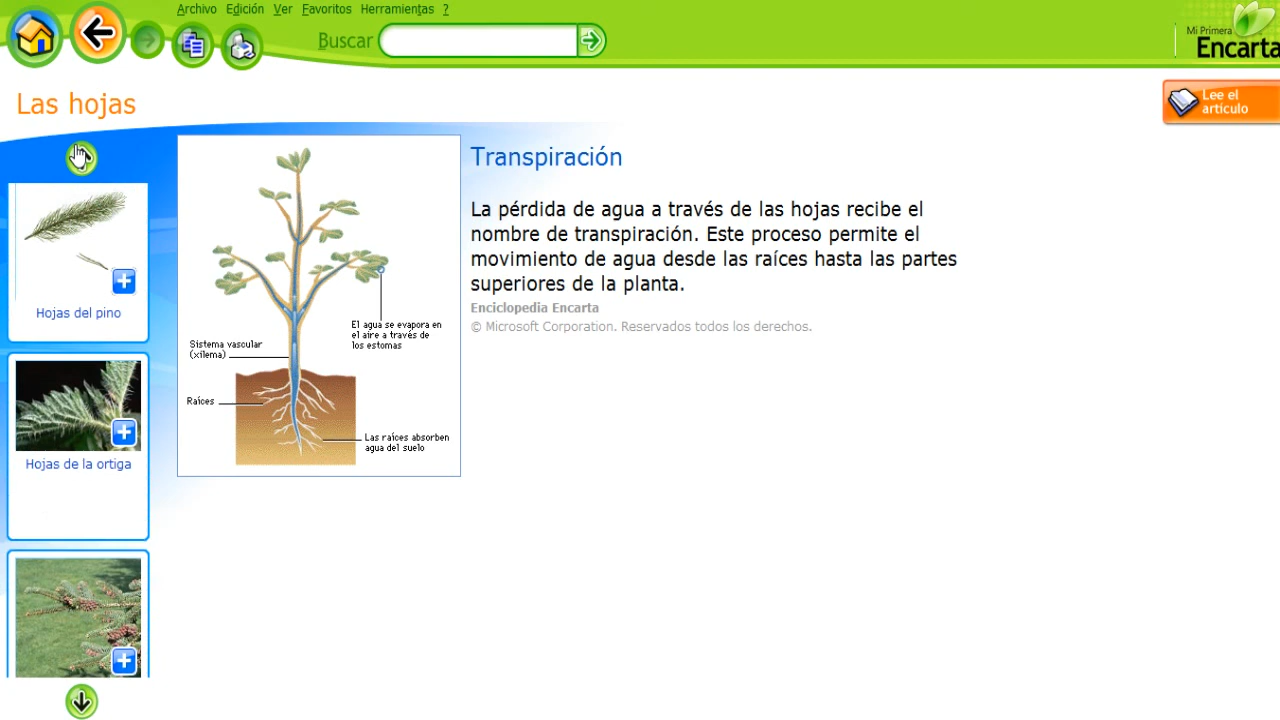 Archivo Edición Ver Favoritos Herramientas ?
Buscar
Mi Primera
Encarta
Las hojas
Lee el
artículo
Hojas del pino
Hojas de la ortiga
El agua se evapora en
el aire a través de
los estomas
Sistema vascular
(xilema)
Raíces
Las raíces absorben
agua del suelo
Transpiración
La pérdida de agua a través de las hojas recibe el
nombre de transpiración. Este proceso permite el
movimiento de agua desde las raíces hasta las partes
superiores de la planta.
Enciclopedia Encarta
© Microsoft Corporation. Reservados todos los derechos.